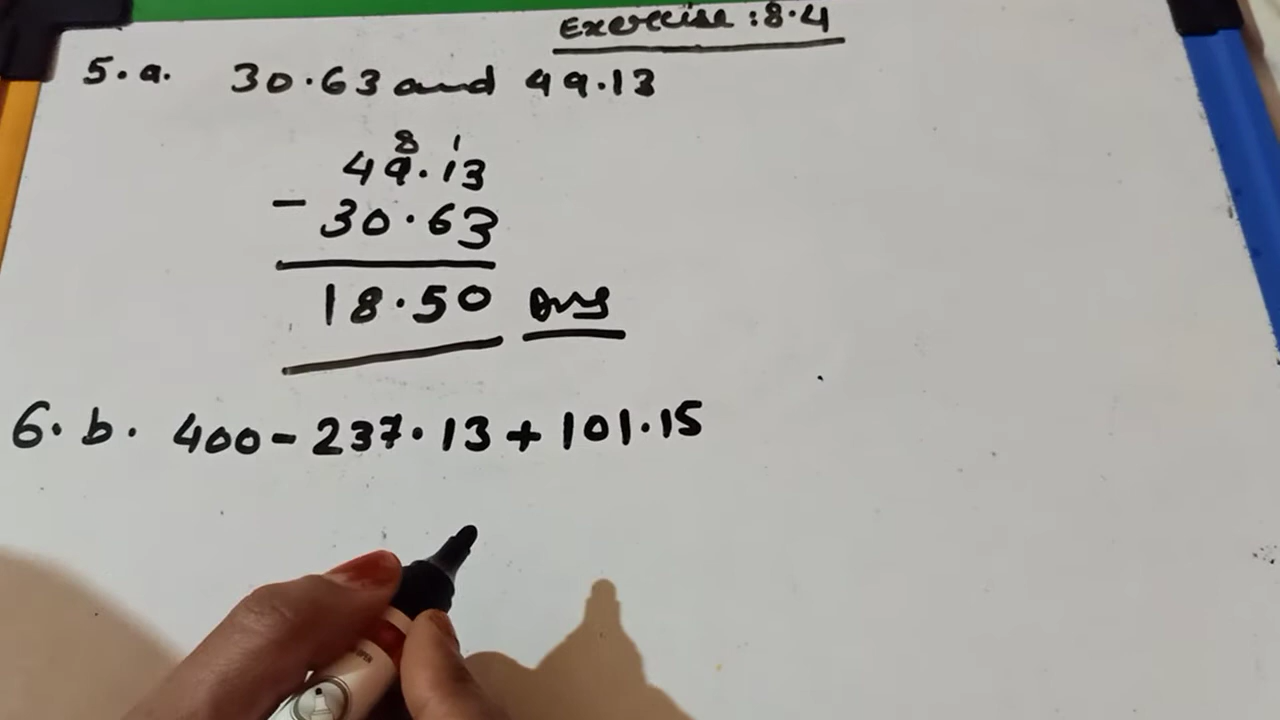 Exercise : 8.4
5. a. 30.63 and 49.13
8 1
49.13
- 30.63
18.50 Ans
6. b. 400 - 237.13 + 101.15